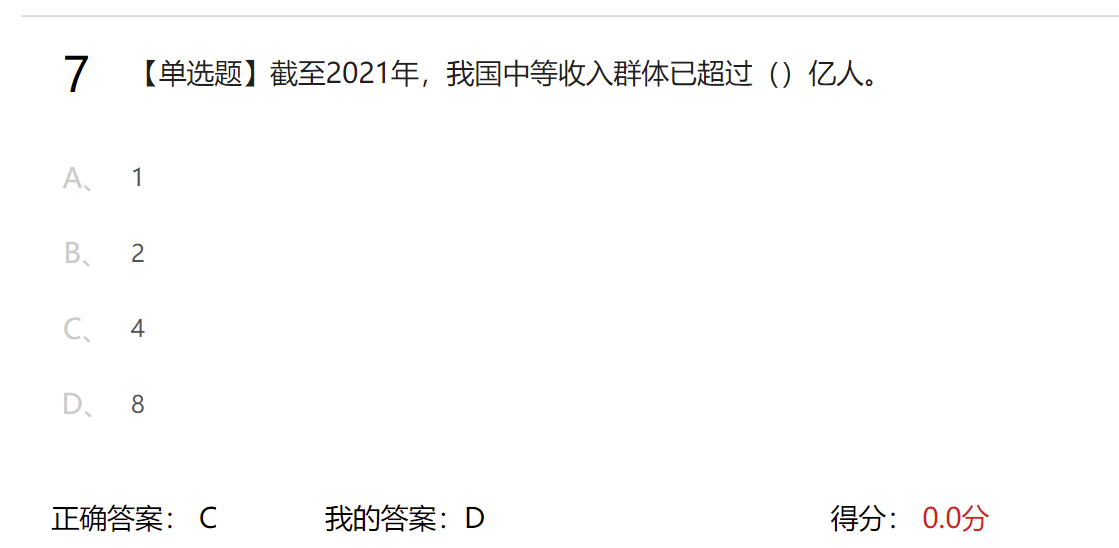 7 【单选题】截至2021年，我国中等收入群体已超过（）亿人。
A、 1
B、 2
C、 4
D、 8
正确答案： C 我的答案：D 得分： 0.0分